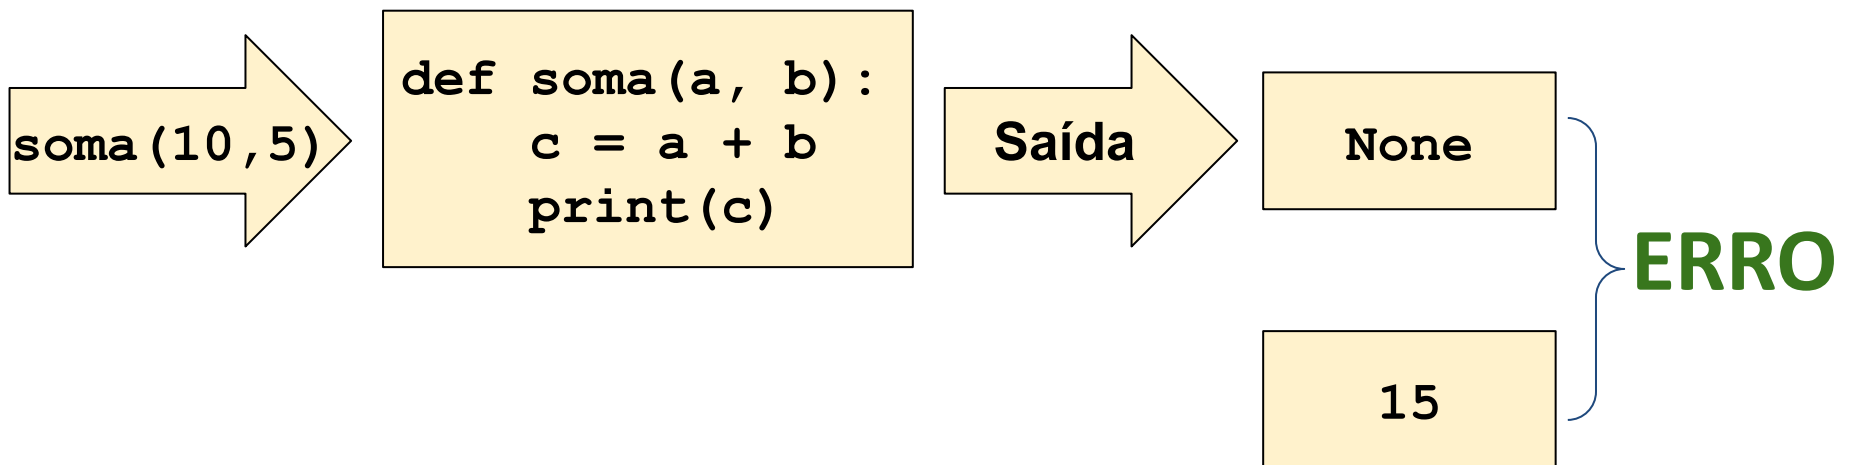 soma(10,5)
def soma(a, b):
    c = a + b
    print(c)
Saída
None
ERRO
15